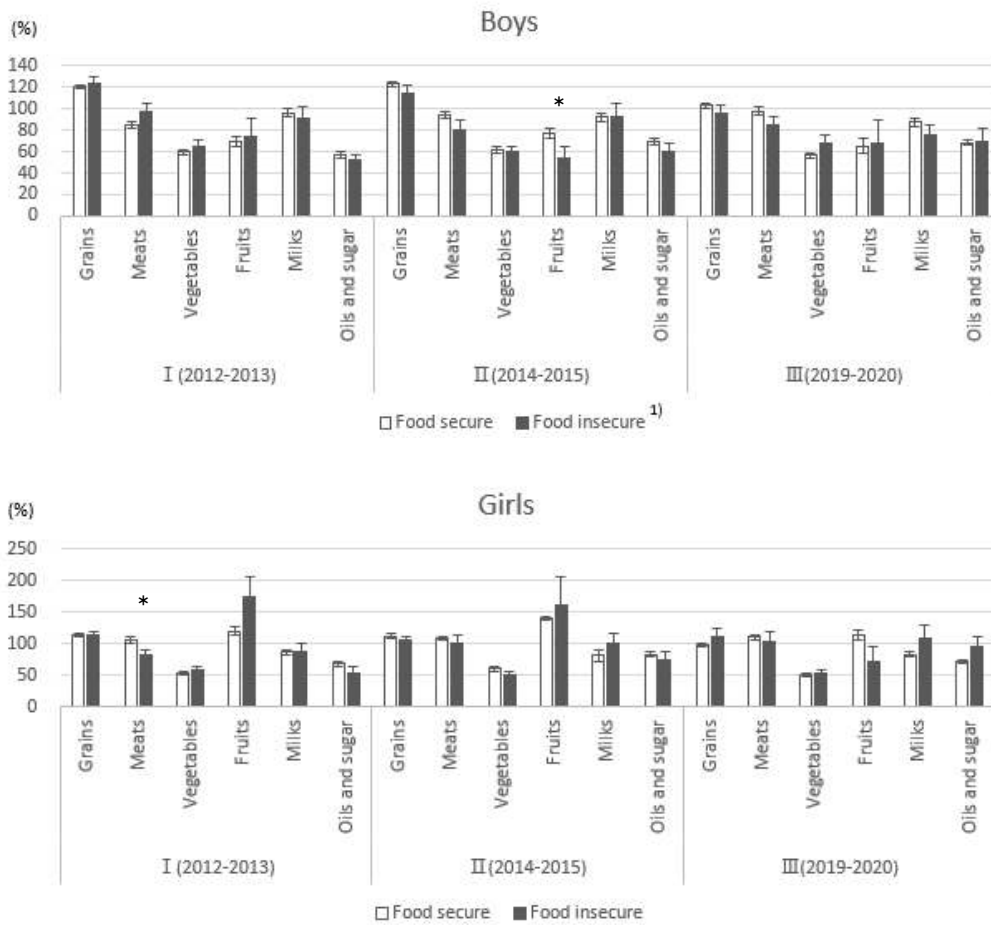 Boys
(%)
140
120
100
80
60
40
20
0
Grains
Meats
Vegetables
Fruits
Milks
Oils and sugar
*
Grains
Meats
Vegetables
Fruits
Milks
Oils and sugar
Grains
Meats
Vegetables
Fruits
Milks
Oils and sugar
Ⅰ (2012-2013)
Ⅱ(2014-2015)
Ⅲ(2019-2020)
Food secure
Food insecure 1)
Girls
(%)
250
200
150
100
50
0
*
Grains
Meats
Vegetables
Fruits
Milks
Oils and sugar
Grains
Meats
Vegetables
Fruits
Milks
Oils and sugar
Grains
Meats
Vegetables
Fruits
Milks
Oils and sugar
Ⅰ (2012-2013)
Ⅱ(2014-2015)
Ⅲ(2019-2020)
Food secure
Food insecure